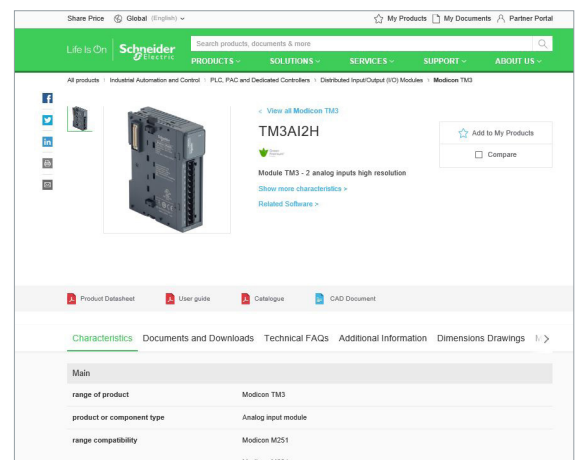 Share Price Global (English) My Products My Documents Partner Portal
Life Is On Schneider Electric
Search products, documents & more
PRODUCTS SOLUTIONS SERVICES SUPPORT ABOUT US
All products Industrial Automation and Control PLC, PAC and Dedicated Controllers Distributed Input/Output (I/O) Modules Modicon TM3
< View all Modicon TM3
TM3AI2H
Add to My Products
Compare
Module TM3 - 2 analog inputs high resolution
Show more characteristics >
Related Software >
Product Datasheet User guide Catalogue CAD Document
Characteristics Documents and Downloads Technical FAQs Additional Information Dimensions Drawings
Main
range of product Modicon TM3
product or component type Analog input module
range compatibility Modicon M251